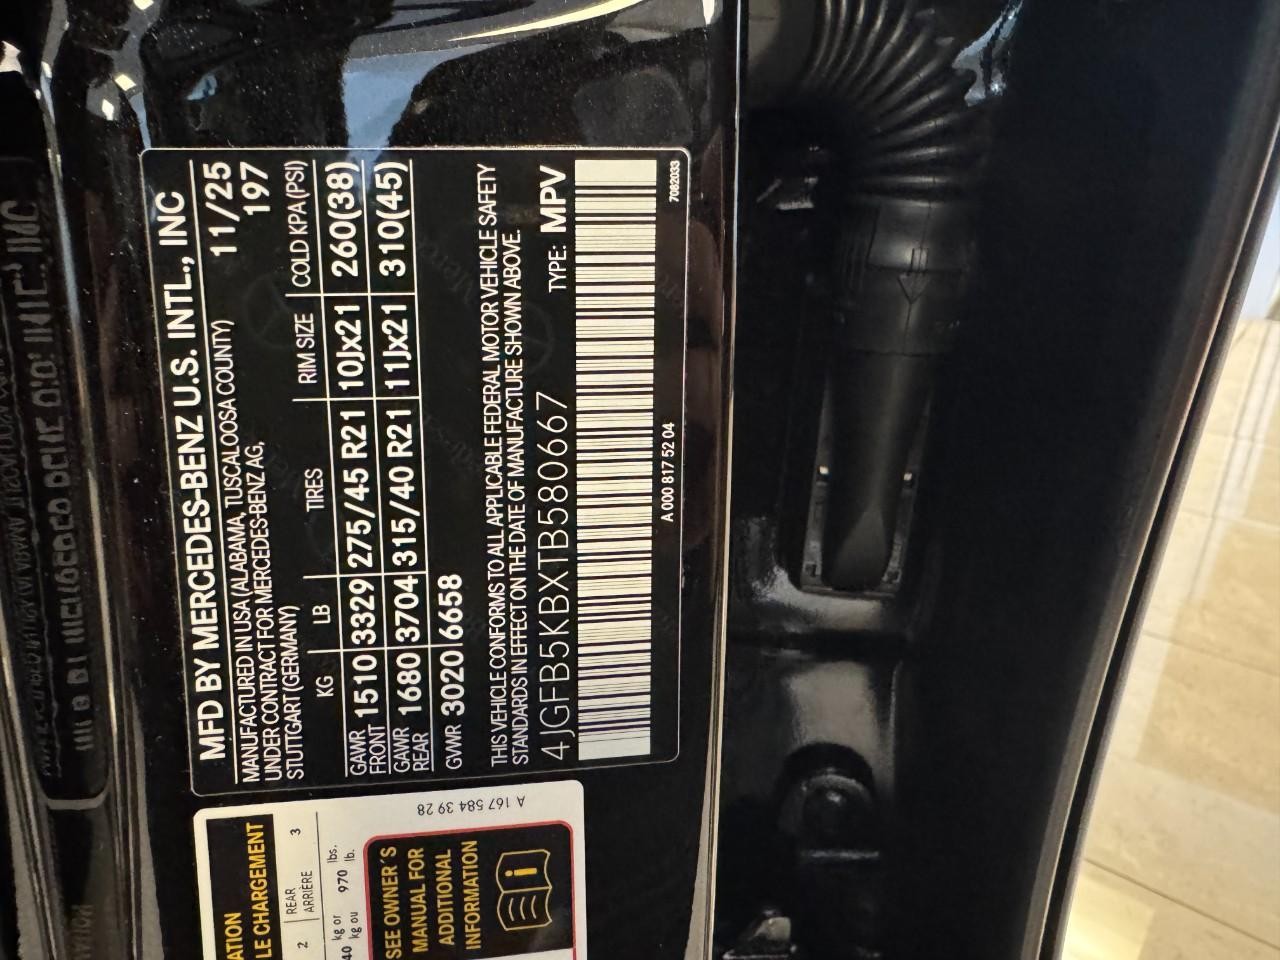 MFD BY MERCEDES-BENZ U.S. INTL., INC
MANUFACTURED IN USA (ALABAMA, TUSCALOOSA COUNTY) 11/25
UNDER CONTRACT FOR MERCEDES-BENZ AG, 197
STUTTGART (GERMANY)
KG LB TIRES RIM SIZE COLD KPA (PSI)
GAWR FRONT 1510 3329 275/45 R21 10Jx21 260(38)
GAWR REAR 1680 3704 315/40 R21 11Jx21 310(45)
GVWR 3020 6658
THIS VEHICLE CONFORMS TO ALL APPLICABLE FEDERAL MOTOR VEHICLE SAFETY
STANDARDS IN EFFECT ON THE DATE OF MANUFACTURE SHOWN ABOVE.
4JGFB5KBXTB580667 TYPE: MPV
A 000 817 52 04 7082033
A 167 584 39 28
LE CHARGEMENT
2 REAR ARRIÈRE 3
kg or 970 lbs.
kg ou lb.
SEE OWNER'S
MANUAL FOR
ADDITIONAL
INFORMATION